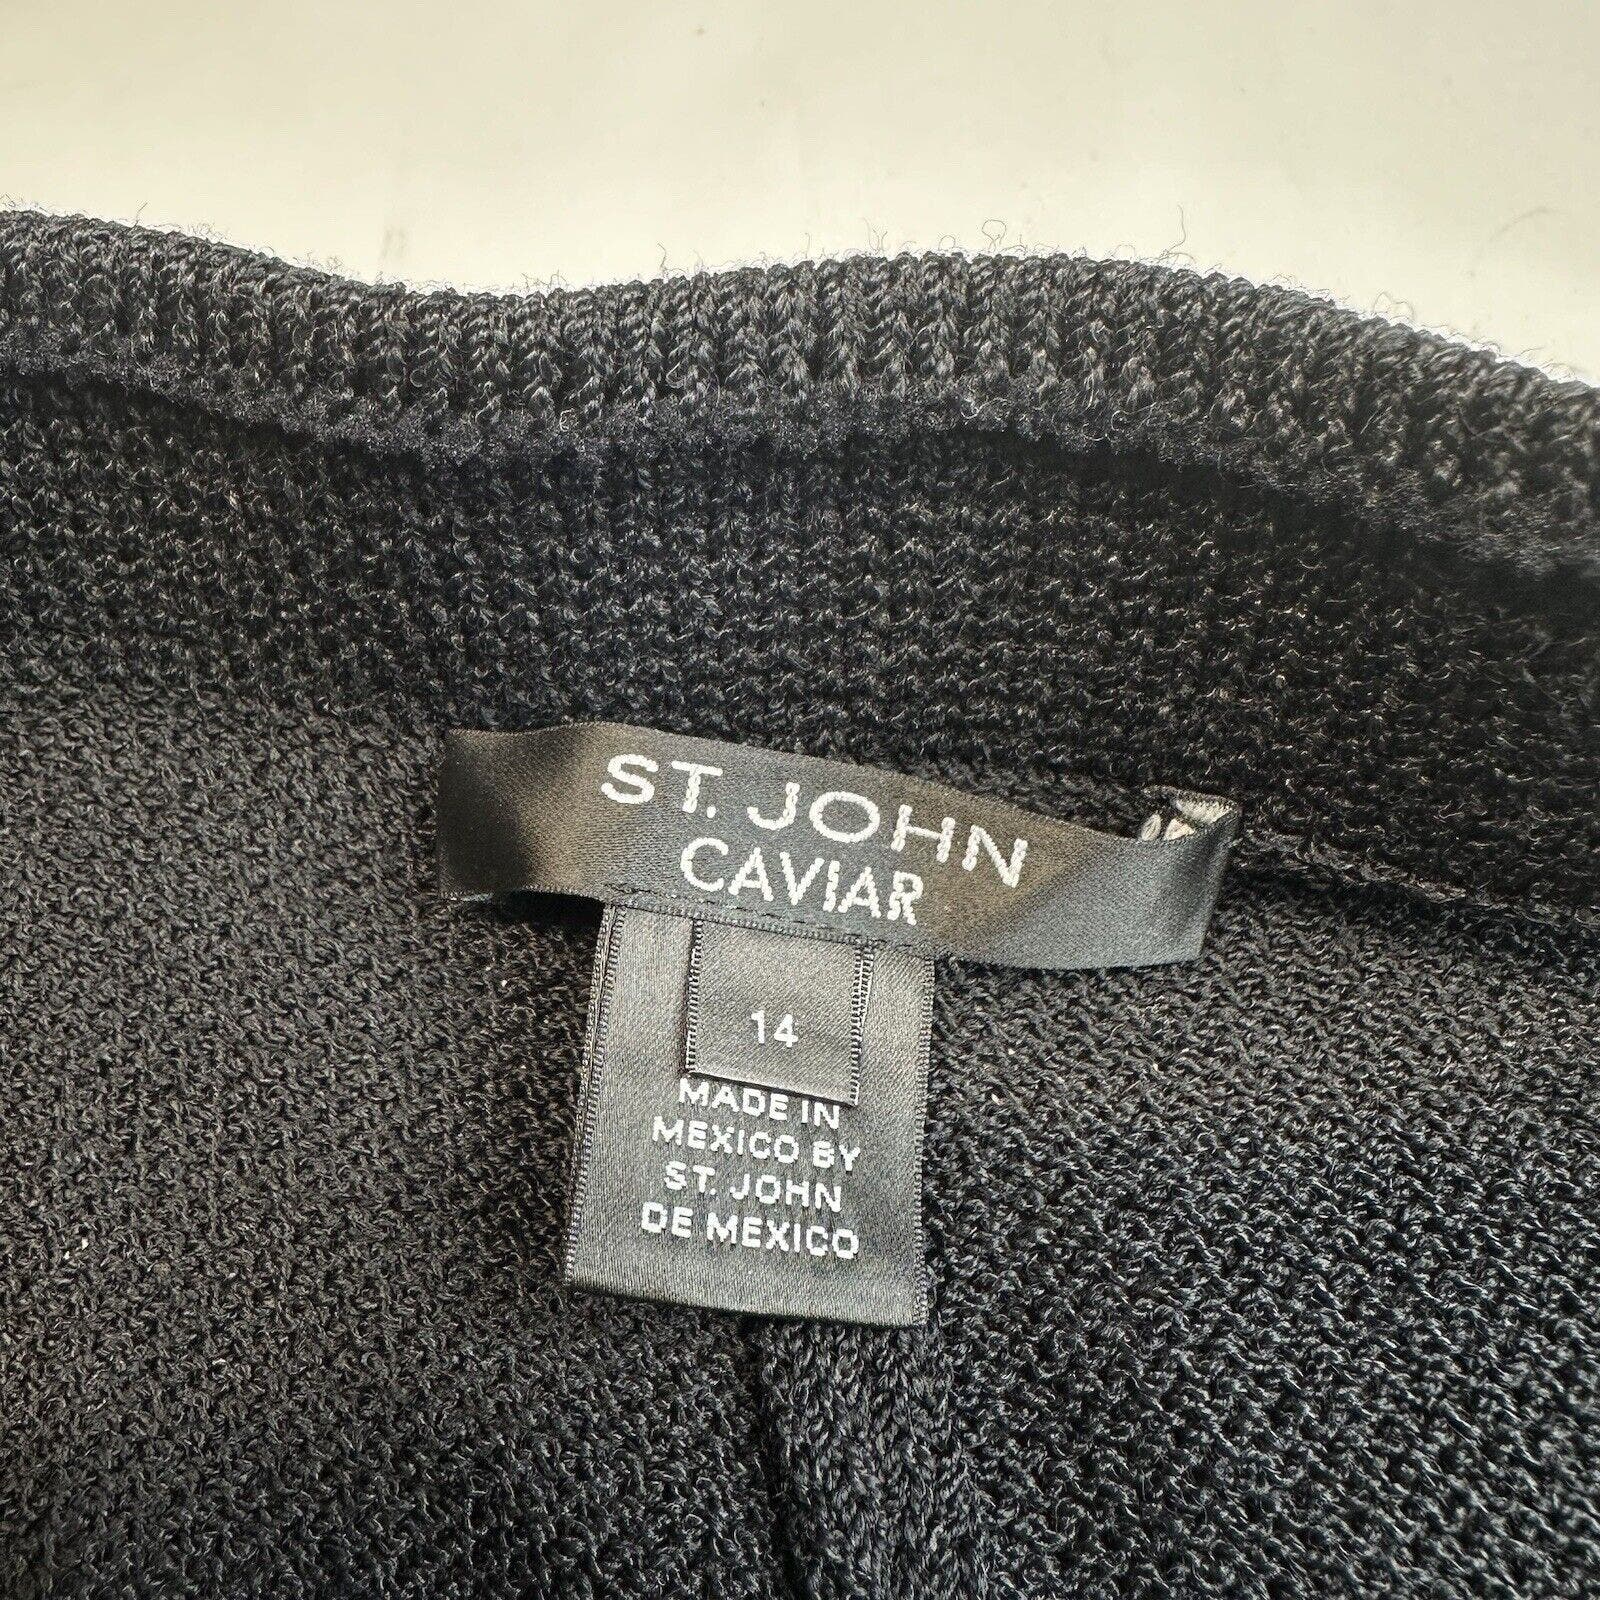 ST. JOHN
CAVIAR
14
MADE IN
MEXICO BY
ST. JOHN
DE MEXICO